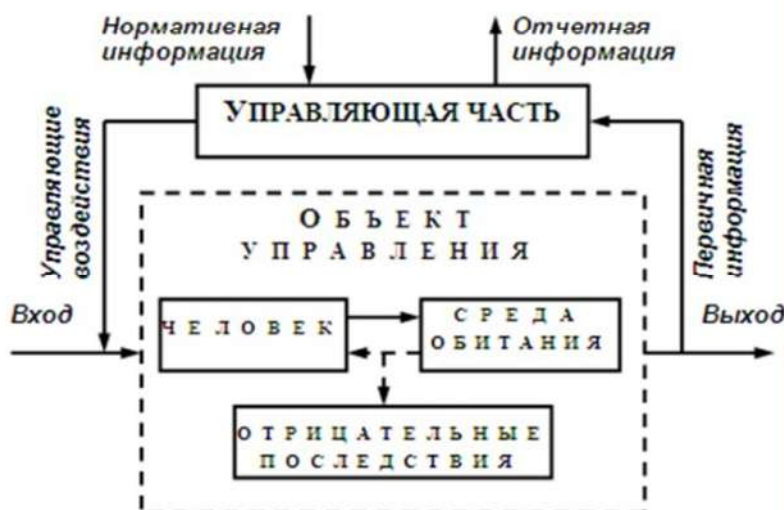 Нормативная
информация
Отчетная
информация
УПРАВЛЯЮЩАЯ ЧАСТЬ
Управляющие
воздействия
Первичная
информация
ОБЪЕКТ
УПРАВЛЕНИЯ
Вход
ЧЕЛОВЕК
СРЕДА
ОБИТАНИЯ
Выход
ОТРИЦАТЕЛЬНЫЕ
ПОСЛЕДСТВИЯ